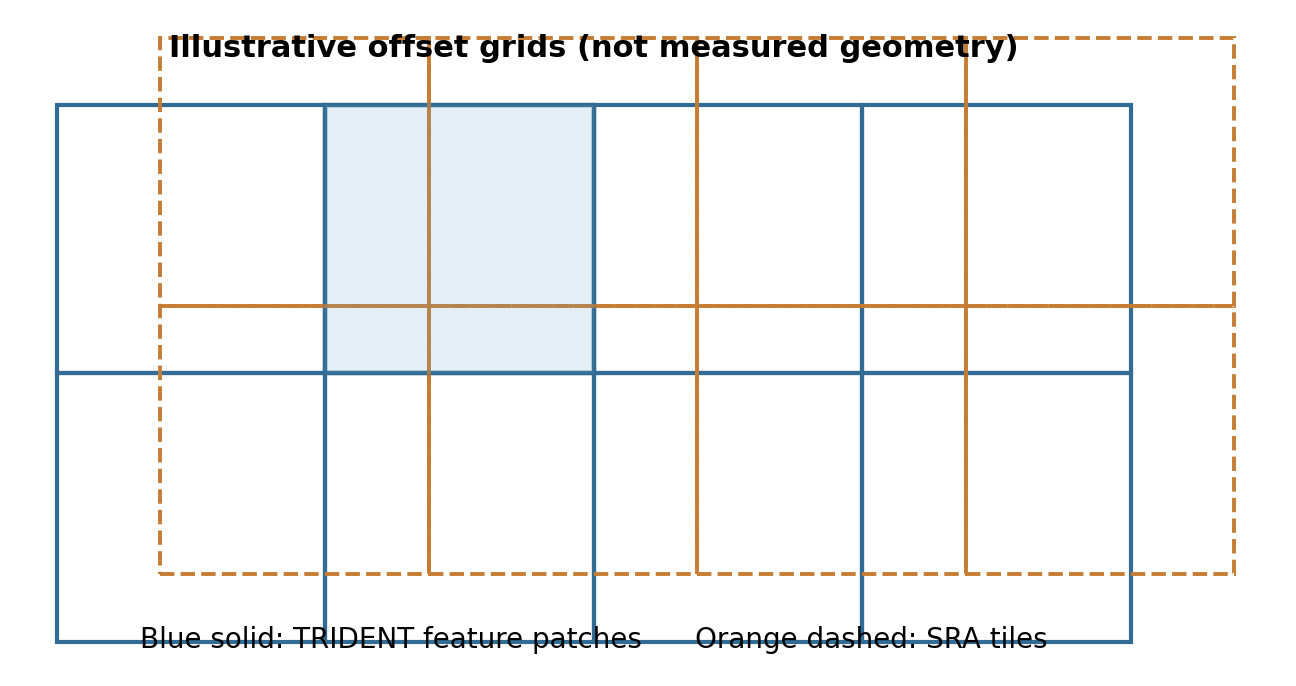 Illustrative offset grids (not measured geometry)
Blue solid: TRIDENT feature patches Orange dashed: SRA tiles